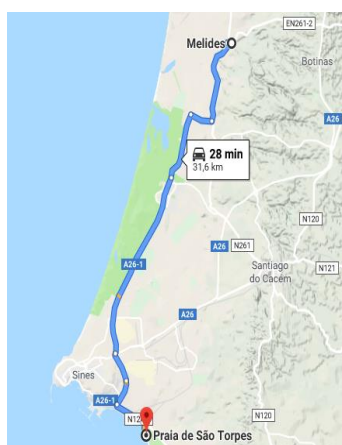 EN261-2
Melides
Botinas
A26
28 min
31,6 km
N120
A26
N261
N121
A26-1
Santiago
do Cacém
A26
Sines
A26-1
N12
N120
Praia de São Torpes
N120